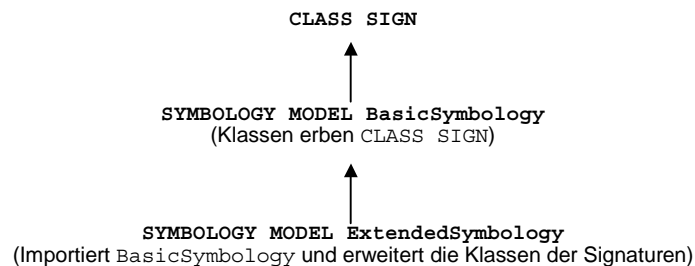 CLASS SIGN
SYMBOLOGY MODEL BasicSymbology
(Klassen erben CLASS SIGN)
SYMBOLOGY MODEL ExtendedSymbology
(Importiert BasicSymbology und erweitert die Klassen der Signaturen)